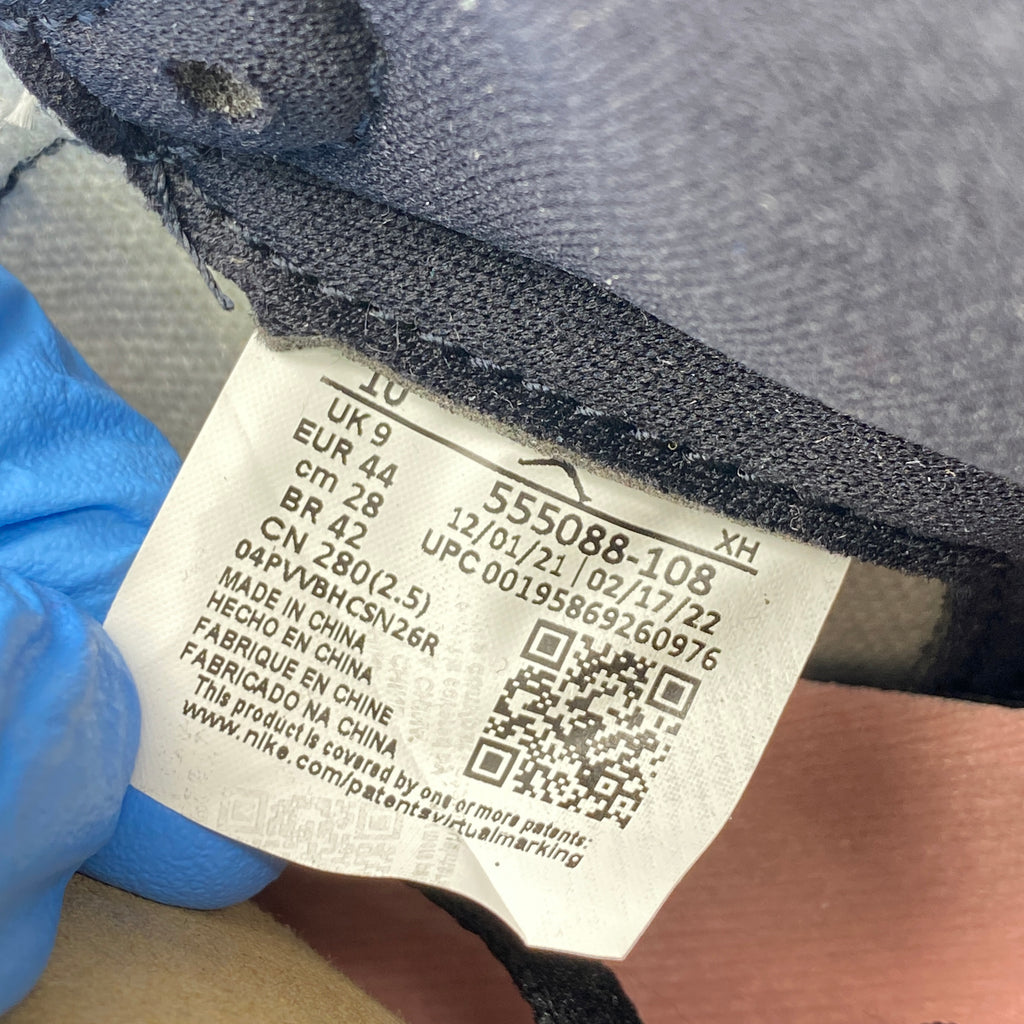 10
UK 9
EUR 44
cm 28
BR 42
CN 280(2.5)
04PVVBHCSN26R
MADE IN CHINA
HECHO EN CHINA
FABRIQUE EN CHINE
FABRICADO NA CHINA
This product is covered by one or more patents:
www.nike.com/patentsvirtualmarking
XH
555088-108
12/01/21 | 02/17/22
UPC 00195869260976